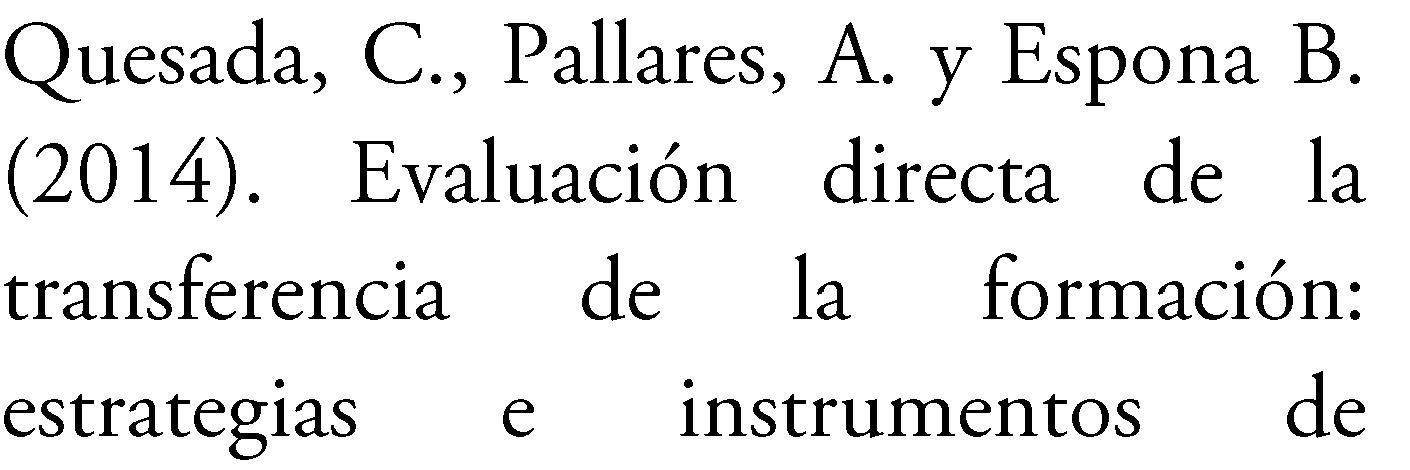 Quesada, C., Pallares, A. y Espona B.
(2014). Evaluación directa de la
transferencia de la formación:
estrategias e instrumentos de